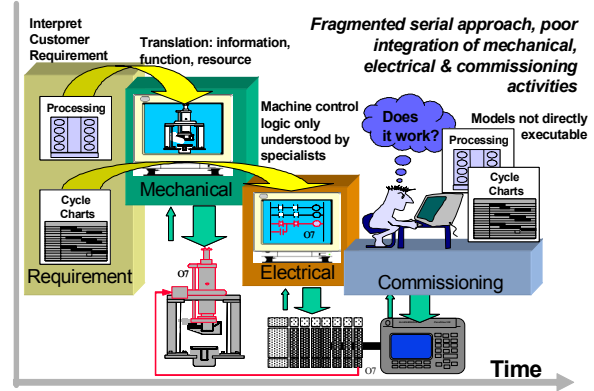 Interpret
Customer
Requirement
Translation: information,
function, resource
Fragmented serial approach, poor
integration of mechanical,
electrical & commissioning
activities
Processing
Machine control
logic only
understood by
specialists
Does
it work?
Models not directly
executable
Processing
Cycle
Charts
Mechanical
Cycle
Charts
O7
Requirement
Electrical
Commissioning
O7
O7
Time